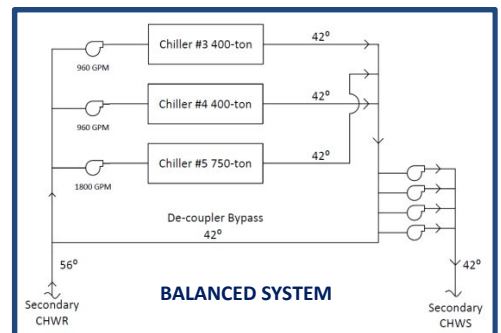 Chiller #3 400-ton
42°
960 GPM
Chiller #4 400-ton
42°
960 GPM
Chiller #5 750-ton
42°
1800 GPM
De-coupler Bypass
42°
56°
42°
BALANCED SYSTEM
Secondary
CHWR
Secondary
CHWS